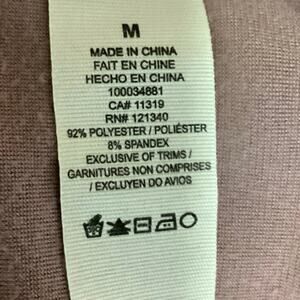 M
MADE IN CHINA
FAIT EN CHINE
HECHO EN CHINA
100034881
CA# 11319
RN# 121340
92% POLYESTER / POLIÉSTER
8% SPANDEX
EXCLUSIVE OF TRIMS /
GARNITURES NON COMPRISES
/ EXCLUYEN DO AVIOS